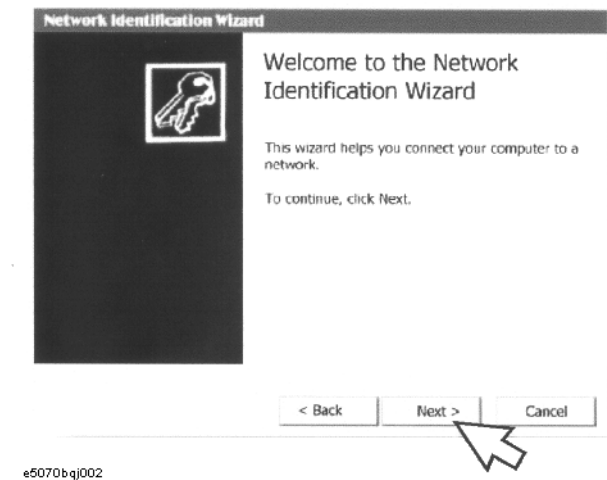 Network Identification Wizard
Welcome to the Network
Identification Wizard
This wizard helps you connect your computer to a
network.
To continue, click Next.
< Back
Next >
Cancel
e5070bqj002